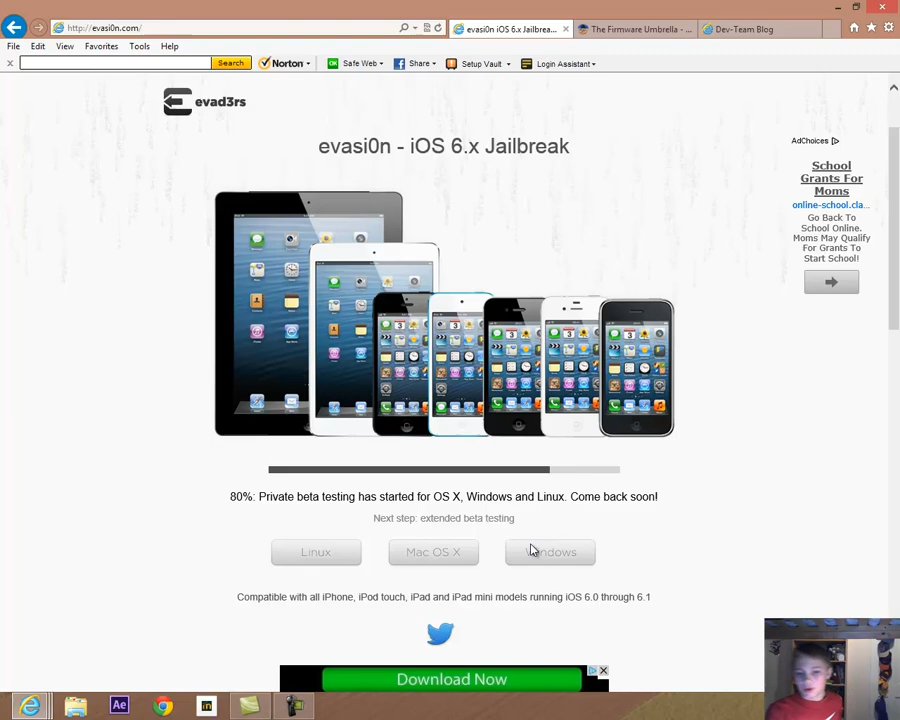 http://evasi0n.com/
evasi0n iOS 6.x Jailbrea...
The Firmware Umbrella - ...
Dev-Team Blog
File Edit View Favorites Tools Help
Search
Norton
OK Safe Web
Share
Setup Vault
Login Assistant
evad3rs
evasi0n - iOS 6.x Jailbreak
AdChoices
School
Grants For
Moms
online-school.cla...
Go Back To
School Online.
Moms May Qualify
For Grants To
Start School!
80%: Private beta testing has started for OS X, Windows and Linux. Come back soon!
Next step: extended beta testing
Linux
Mac OS X
Windows
Compatible with all iPhone, iPod touch, iPad and iPad mini models running iOS 6.0 through 6.1
Download Now
Ae
in